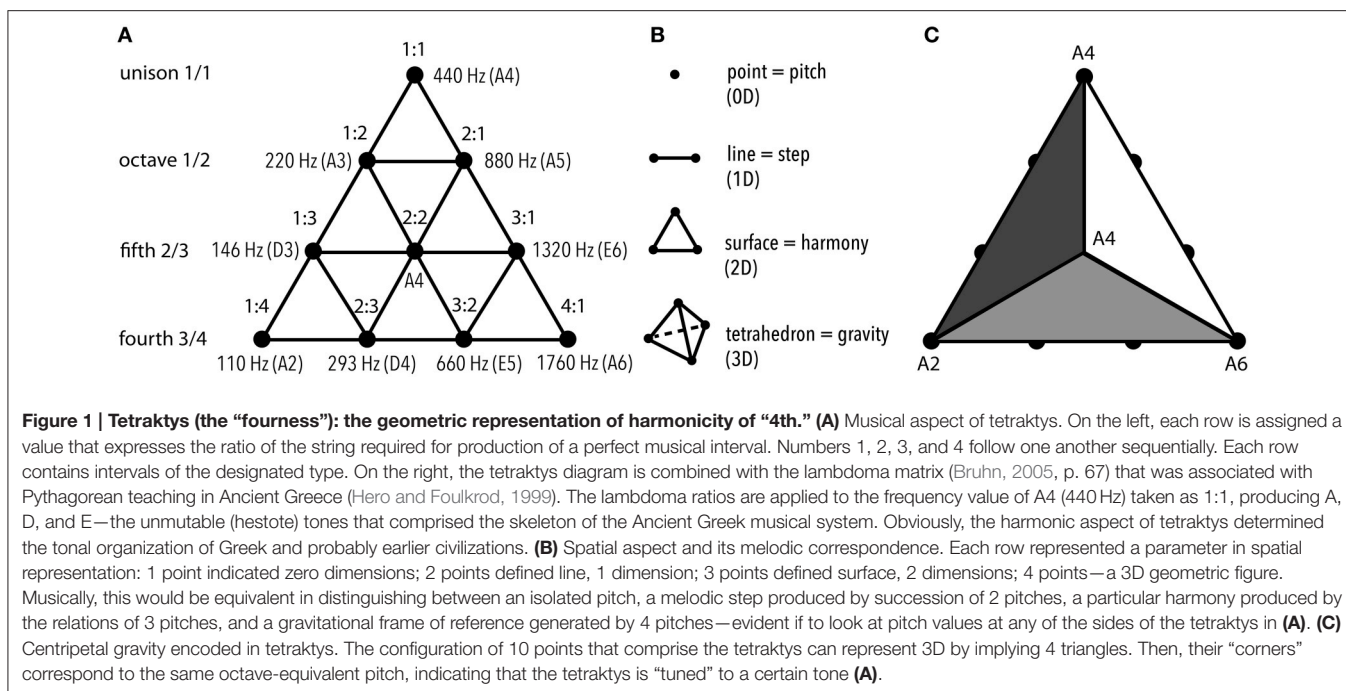 A
B
C
1:1
A4
unison 1/1
440 Hz (A4)
point = pitch
(0D)
1:2
2:1
octave 1/2
220 Hz (A3)
880 Hz (A5)
line = step
(1D)
1:3
2:2
3:1
fifth 2/3
146 Hz (D3)
1320 Hz (E6)
A4
surface = harmony
(2D)
A4
1:4
2:3
3:2
4:1
fourth 3/4
110 Hz (A2)
293 Hz (D4)
660 Hz (E5)
1760 Hz (A6)
tetrahedron = gravity
(3D)
A2
A6
Figure 1 | Tetraktys (the “fourness”): the geometric representation of harmonicity of “4th.” (A) Musical aspect of tetraktys. On the left, each row is assigned a
value that expresses the ratio of the string required for production of a perfect musical interval. Numbers 1, 2, 3, and 4 follow one another sequentially. Each row
contains intervals of the designated type. On the right, the tetraktys diagram is combined with the lambdoma matrix (Bruhn, 2005, p. 67) that was associated with
Pythagorean teaching in Ancient Greece (Hero and Foulkrod, 1999). The lambdoma ratios are applied to the frequency value of A4 (440 Hz) taken as 1:1, producing A,
D, and E—the unmutable (hestote) tones that comprised the skeleton of the Ancient Greek musical system. Obviously, the harmonic aspect of tetraktys determined
the tonal organization of Greek and probably earlier civilizations. (B) Spatial aspect and its melodic correspondence. Each row represented a parameter in spatial
representation: 1 point indicated zero dimensions; 2 points defined line, 1 dimension; 3 points defined surface, 2 dimensions; 4 points—a 3D geometric figure.
Musically, this would be equivalent in distinguishing between an isolated pitch, a melodic step produced by succession of 2 pitches, a particular harmony produced by
the relations of 3 pitches, and a gravitational frame of reference generated by 4 pitches—evident if to look at pitch values at any of the sides of the tetraktys in (A). (C)
Centripetal gravity encoded in tetraktys. The configuration of 10 points that comprise the tetraktys can represent 3D by implying 4 triangles. Then, their “corners”
correspond to the same octave-equivalent pitch, indicating that the tetraktys is “tuned” to a certain tone (A).